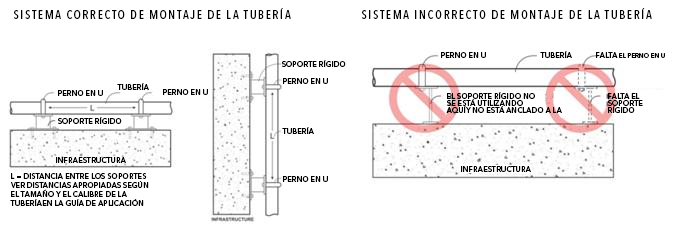 SISTEMA CORRECTO DE MONTAJE DE LA TUBERÍA
PERNO EN U
TUBERÍA
PERNO EN U
L
SOPORTE RÍGIDO
INFRAESTRUCTURA
L = DISTANCIA ENTRE LOS SOPORTES
VER DISTANCIAS APROPIADAS SEGÚN
EL TAMAÑO Y EL CALIBRE DE LA
TUBERÍAEN LA GUÍA DE APLICACIÓN
SOPORTE RÍGIDO
PERNO EN U
TUBERÍA
L
PERNO EN U
INFRASTRUCTURE
SISTEMA INCORRECTO DE MONTAJE DE LA TUBERÍA
PERNO EN U
TUBERÍA
FALTA EL PERNO EN U
EL SOPORTE RÍGIDO NO
SE ESTÁ UTILIZANDO
AQUÍ Y NO ESTÁ ANCLADO A LA
FALTA EL
SOPORTE
RÍGIDO
INFRAESTRUCTURA